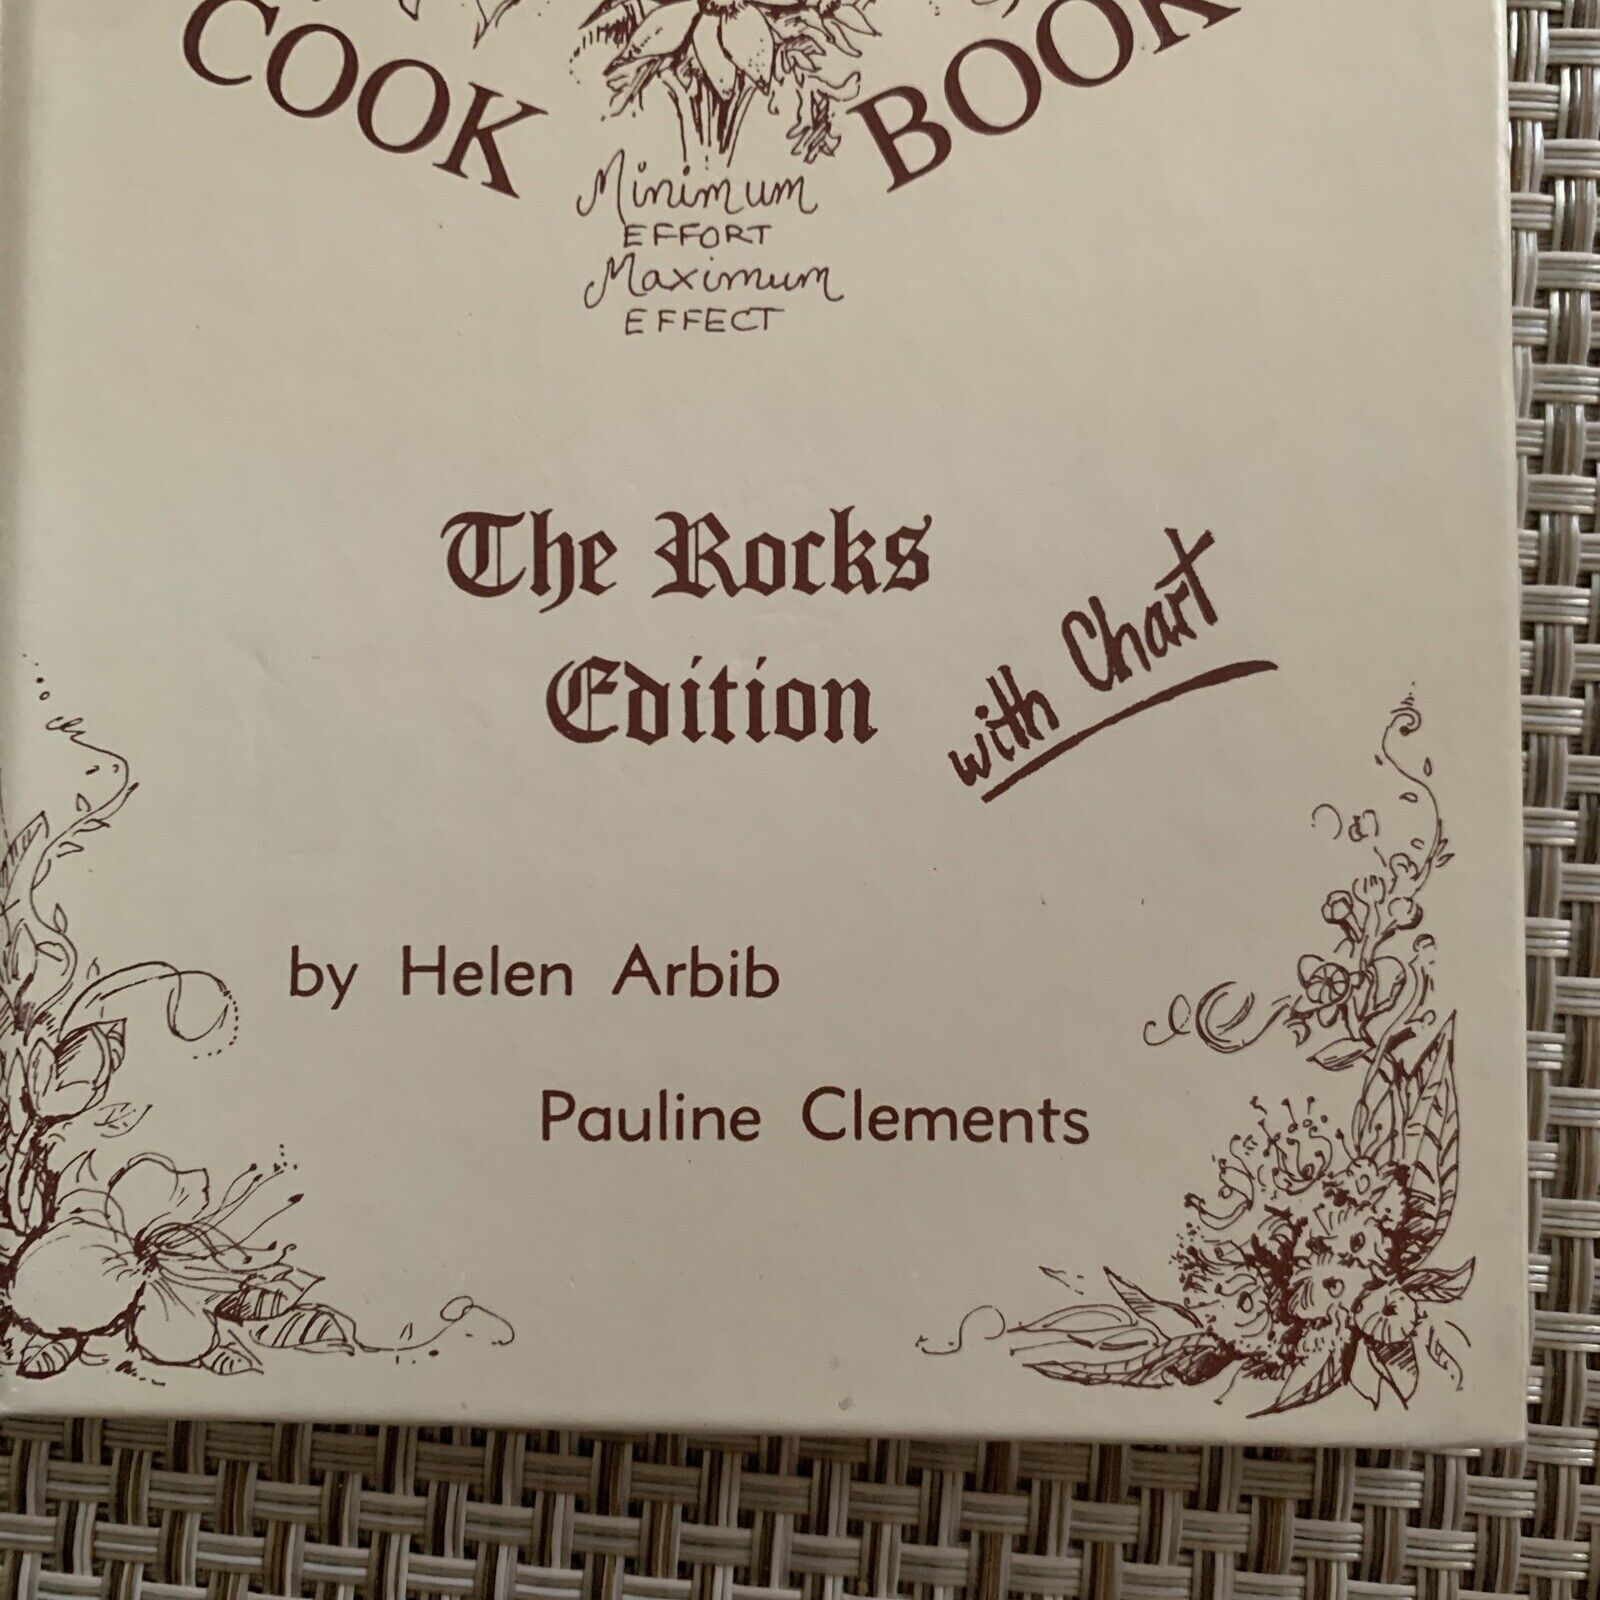 COOK BOOK
Minimum
EFFORT
Maximum
EFFECT
The Rocks
Edition
with Chart
by Helen Arbib
Pauline Clements